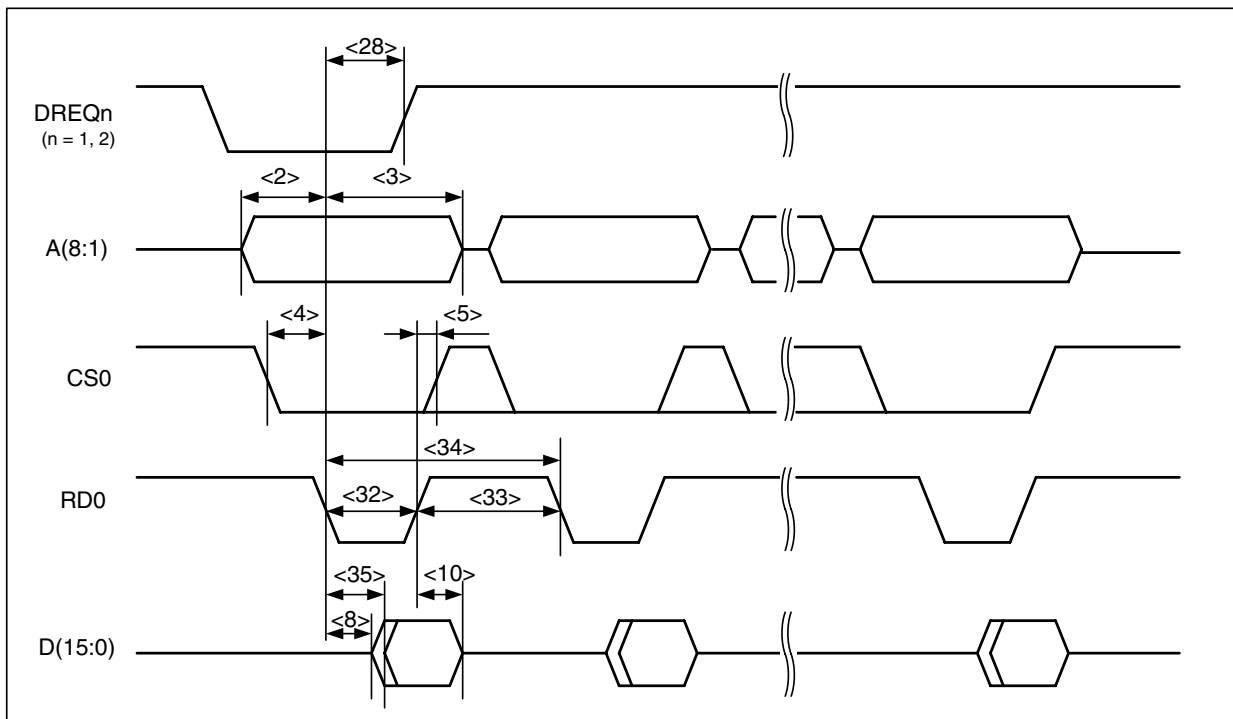 <28>
DREQn
(n = 1, 2)
<2>
<3>
A(8:1)
<4>
<5>
CS0
<34>
RD0
<32>
<33>
<35>
<10>
<8>
D(15:0)